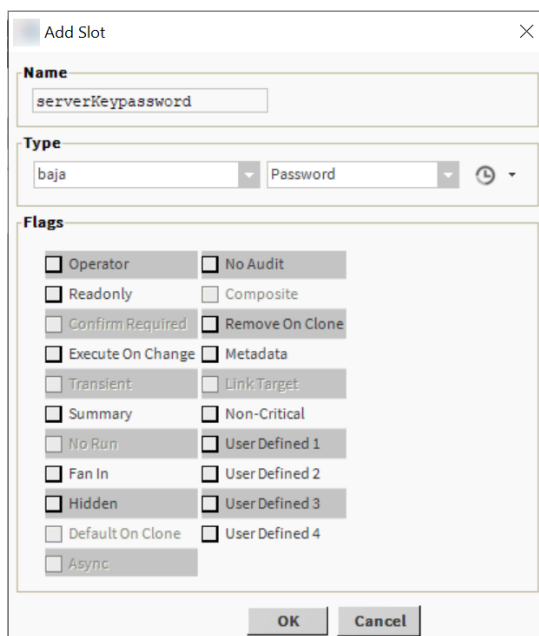 Add Slot
Name
serverKeypassword
Type
baja Password
Flags
Operator No Audit
Readonly Composite
Confirm Required Remove On Clone
Execute On Change Metadata
Transient Link Target
Summary Non-Critical
No Run User Defined 1
Fan In User Defined 2
Hidden User Defined 3
Default On Clone User Defined 4
Async
OK Cancel